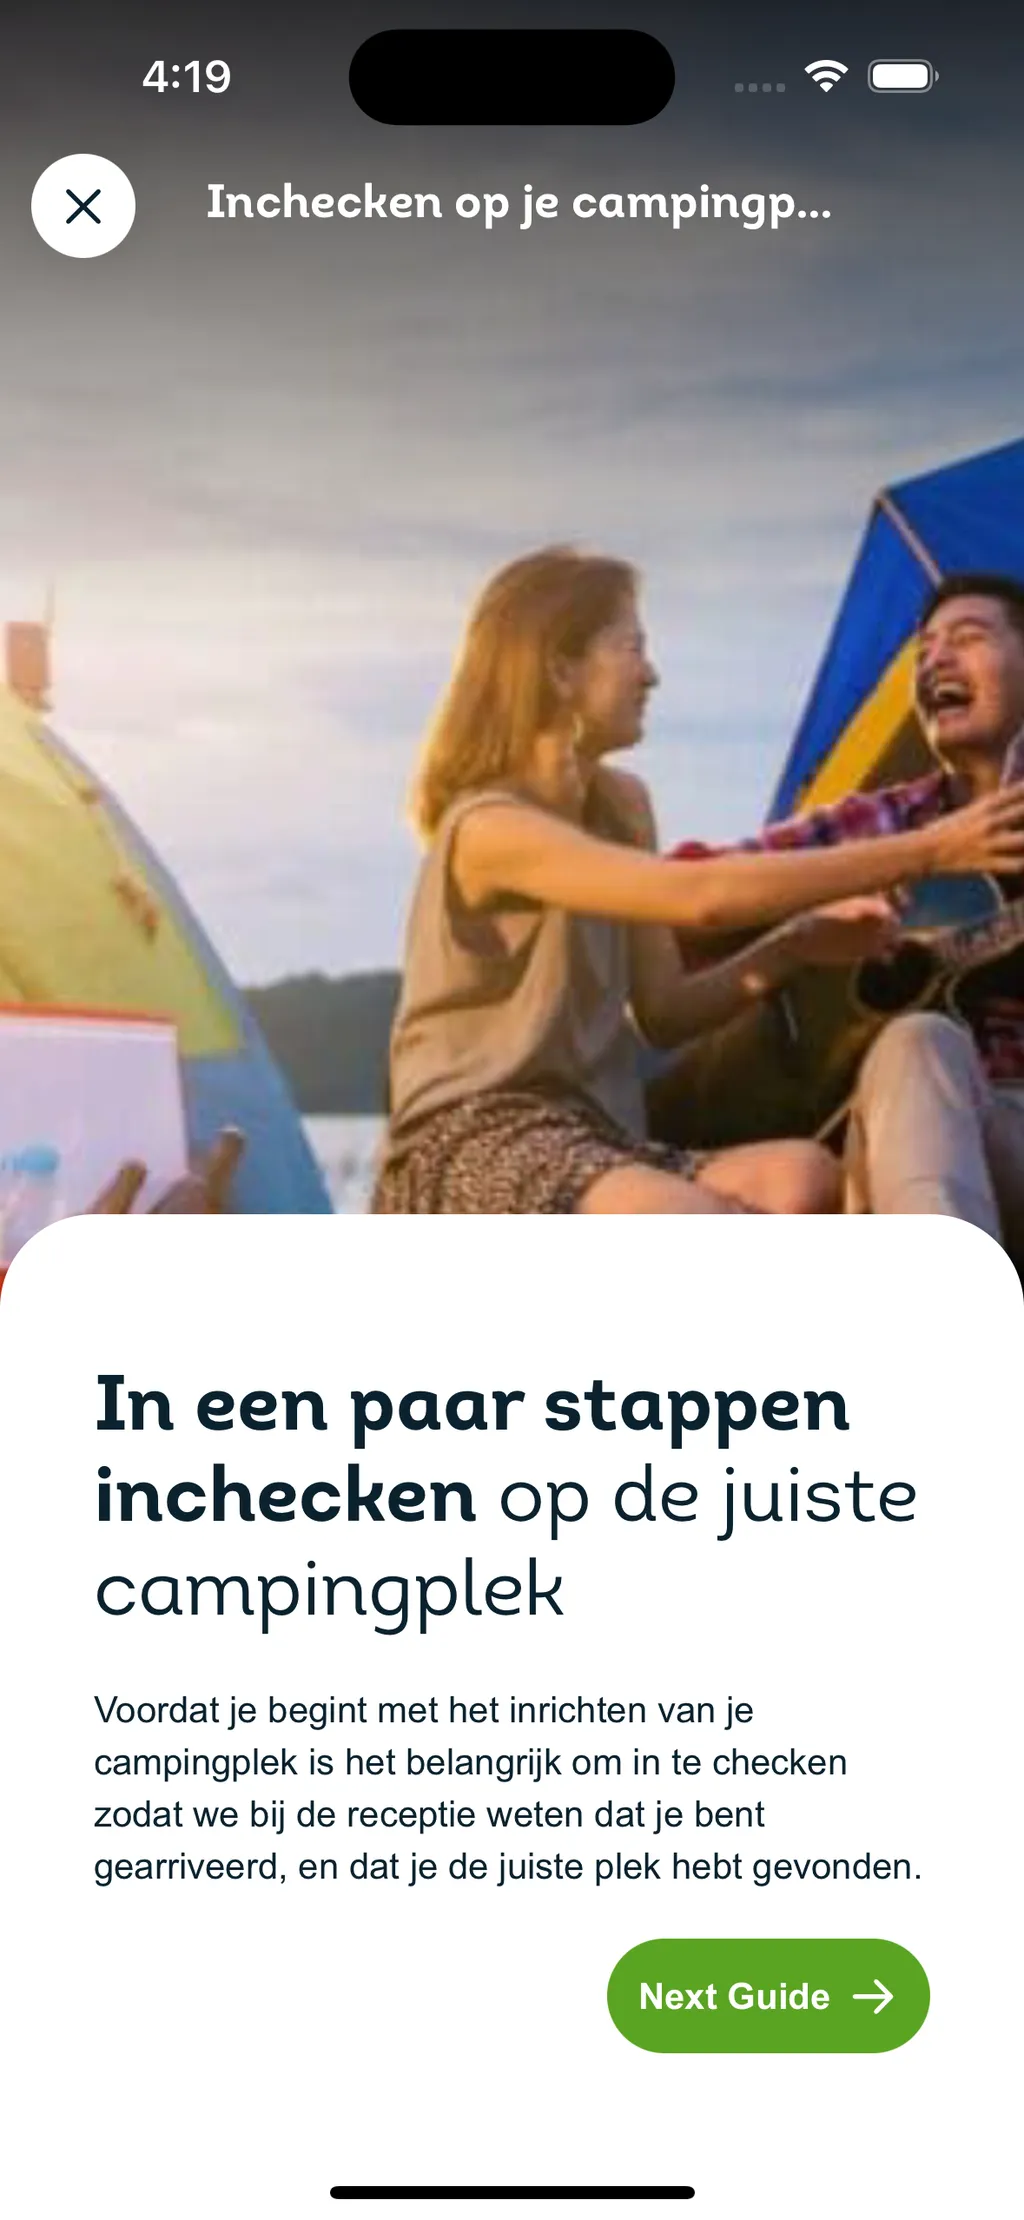 4:19
Inchecken op je campingp...
In een paar stappen
inchecken op de juiste
campingplek
Voordat je begint met het inrichten van je
campingplek is het belangrijk om in te checken
zodat we bij de receptie weten dat je bent
gearriveerd, en dat je de juiste plek hebt gevonden.
Next Guide